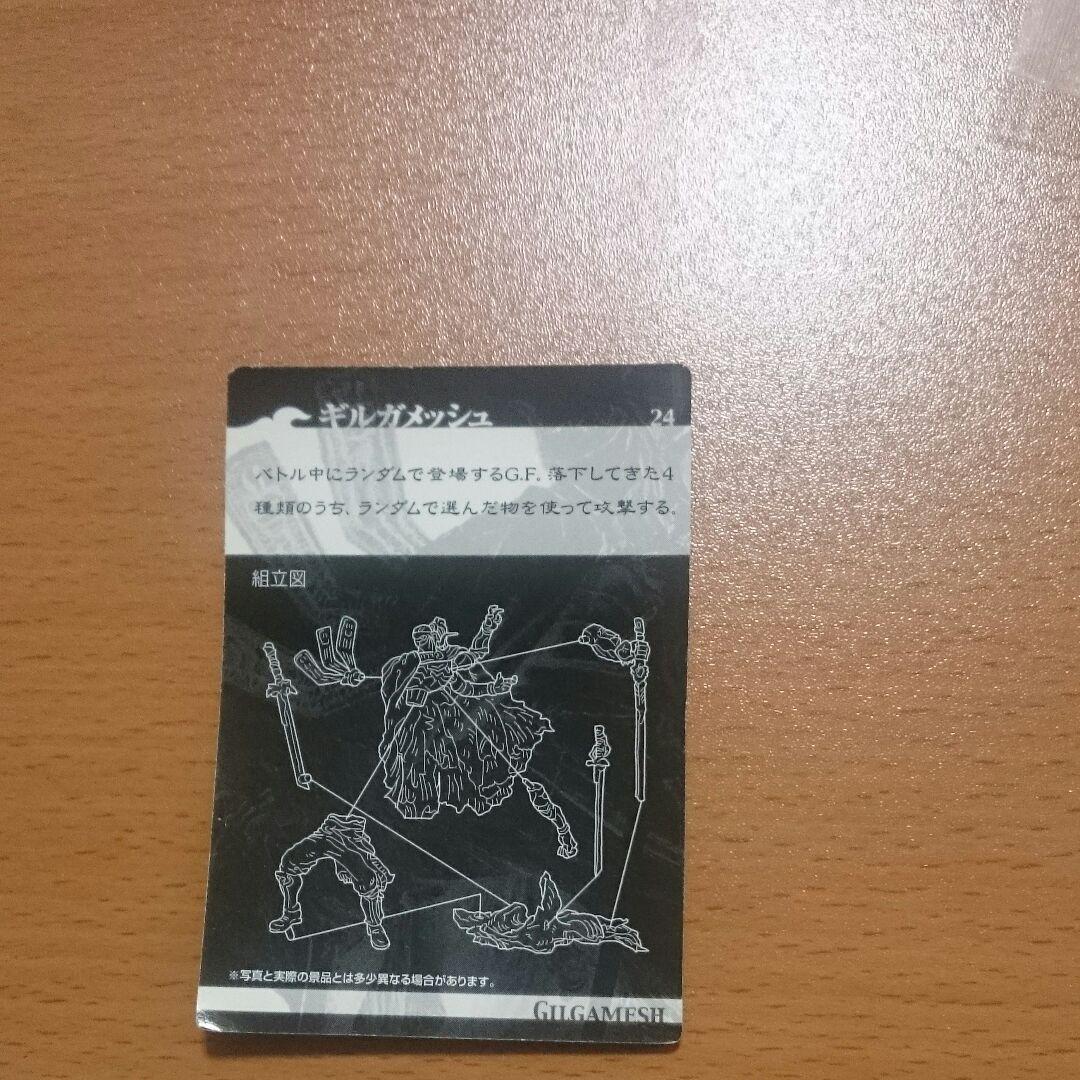 ギルガメッシュ 24
バトル中にランダムで登場するG.F.。落下してきた4
種類のうち、ランダムで選んだ物を使って攻撃する。
組立図
※写真と実際の景品とは多少異なる場合があります。
GILGAMESH